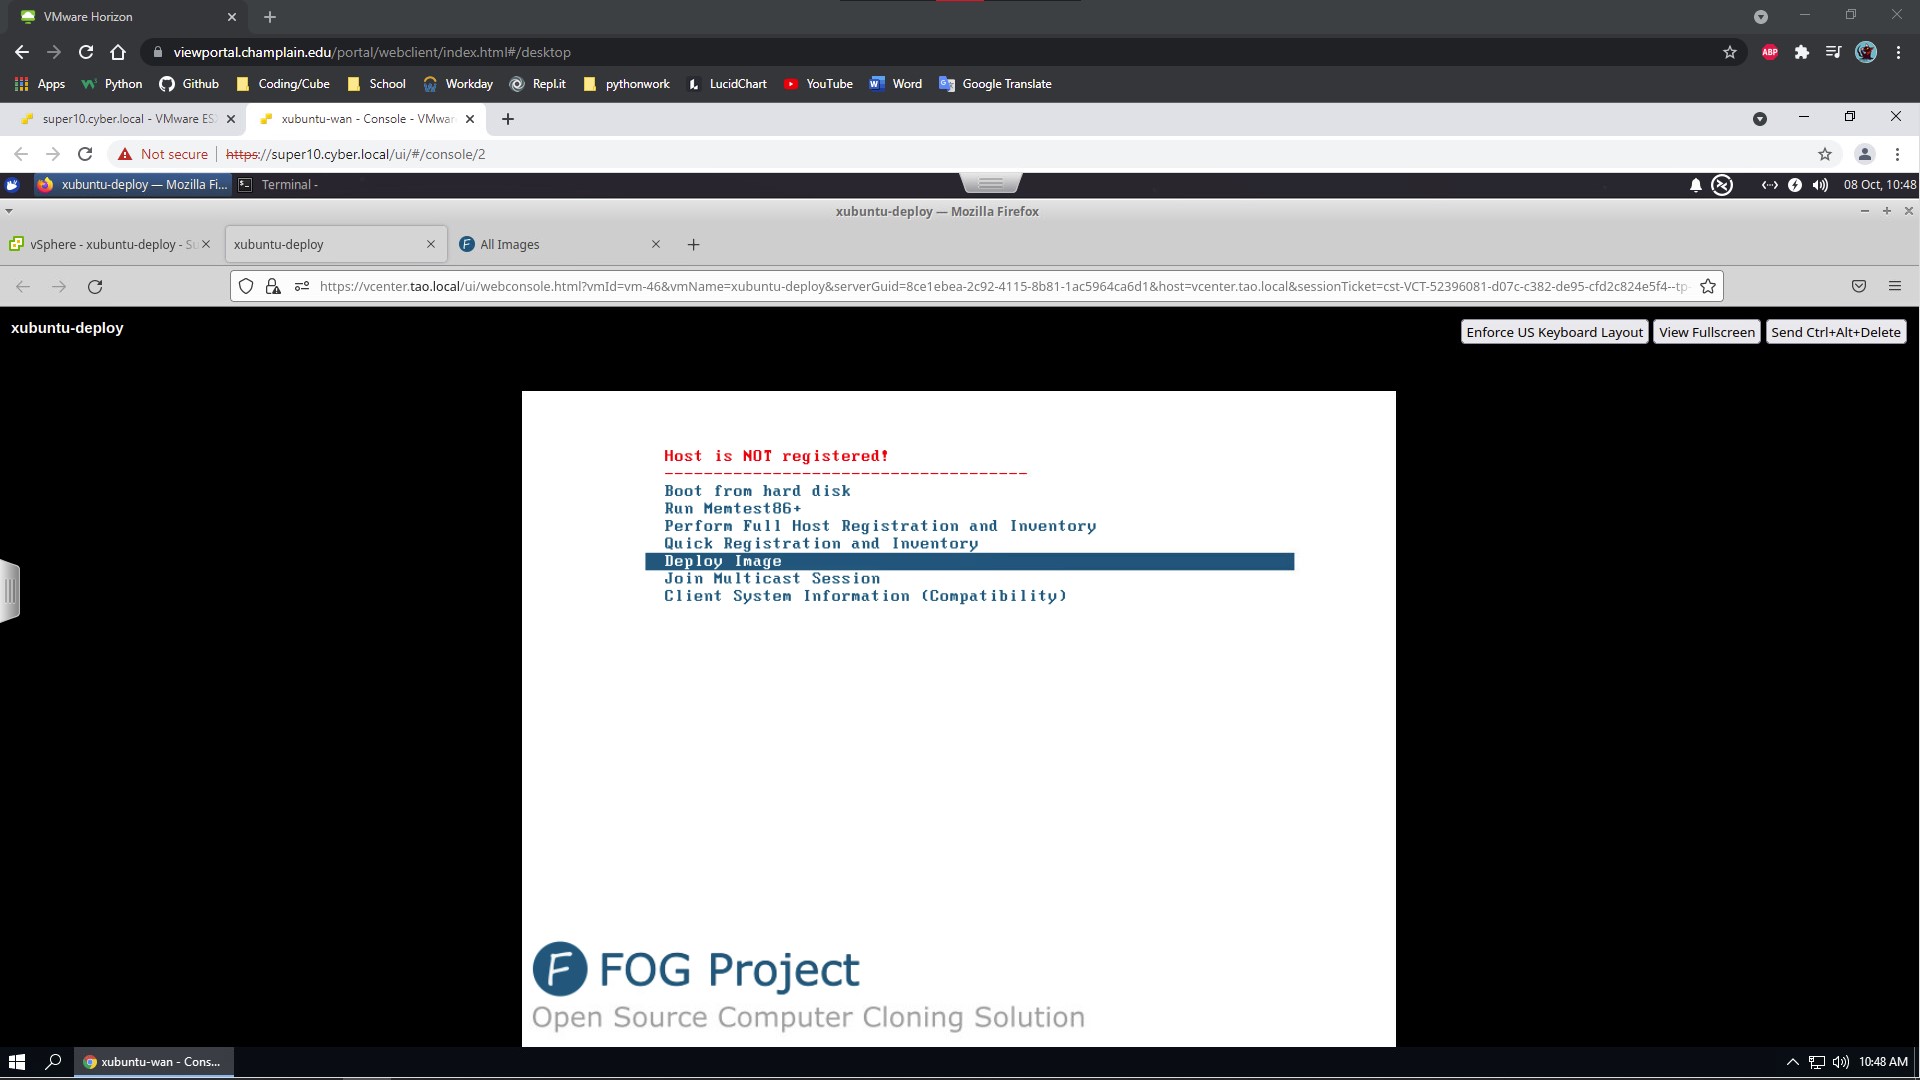 VMware Horizon
viewportal.champlain.edu/portal/webclient/index.html#/desktop
ABP
Apps Python Github Coding/Cube School Workday Repl.it pythonwork LucidChart YouTube Word Google Translate
super10.cyber.local - VMware ES xubuntu-wan - Console - VMwar
Not secure https://super10.cyber.local/ui/#/console/2
xubuntu-deploy — Mozilla Fi... Terminal - 08 Oct, 10:48
xubuntu-deploy — Mozilla Firefox
vSphere - xubuntu-deploy - Su xubuntu-deploy All Images
https://vcenter.tao.local/ui/webconsole.html?vmId=vm-46&vmName=xubuntu-deploy&serverGuid=8ce1ebea-2c92-4115-8b81-1ac5964ca6d1&host=vcenter.tao.local&sessionTicket=cst-VCT-52396081-d07c-c382-de95-cfd2c824e5f4--tp-
xubuntu-deploy
Enforce US Keyboard Layout View Fullscreen Send Ctrl+Alt+Delete
Host is NOT registered!
-------------------------------------
Boot from hard disk
Run Memtest86+
Perform Full Host Registration and Inventory
Quick Registration and Inventory
Deploy Image
Join Multicast Session
Client System Information (Compatibility)
F FOG Project
Open Source Computer Cloning Solution
xubuntu-wan - Cons... 10:48 AM